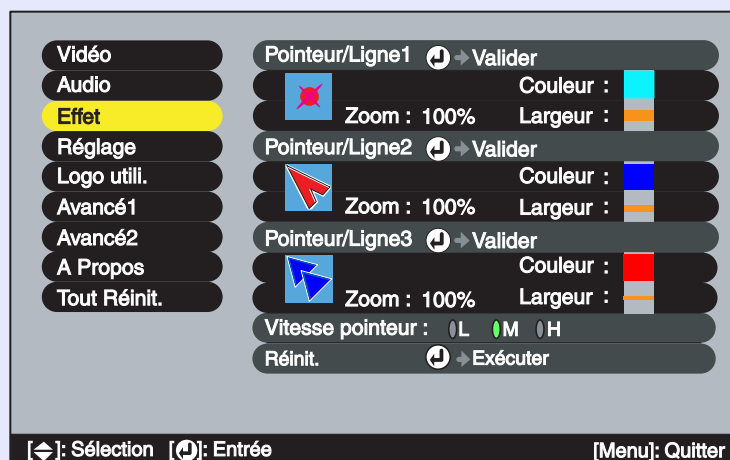 Vidéo
Audio
Effet
Réglage
Logo utili.
Avancé1
Avancé2
A Propos
Tout Réinit.
Pointeur/Ligne1 Valider
Couleur :
Zoom : 100% Largeur :
Pointeur/Ligne2 Valider
Couleur :
Zoom : 100% Largeur :
Pointeur/Ligne3 Valider
Couleur :
Zoom : 100% Largeur :
Vitesse pointeur : L M H
Réinit. Exécuter
[ ]: Sélection [ ]: Entrée [Menu]: Quitter